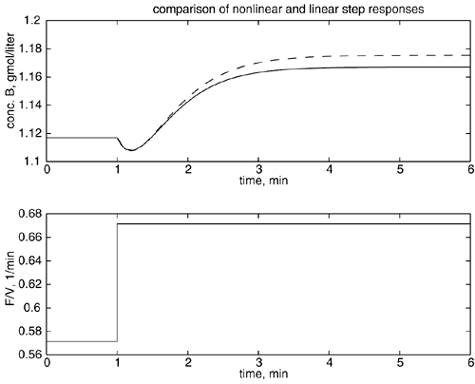 comparison of nonlinear and linear step responses
1.2
1.18
1.16
1.14
1.12
1.1
conc. B, gmol/liter
0 1 2 3 4 5 6
time, min
0.68
0.66
0.64
0.62
0.6
0.58
0.56
F/V, 1/min
0 1 2 3 4 5 6
time, min